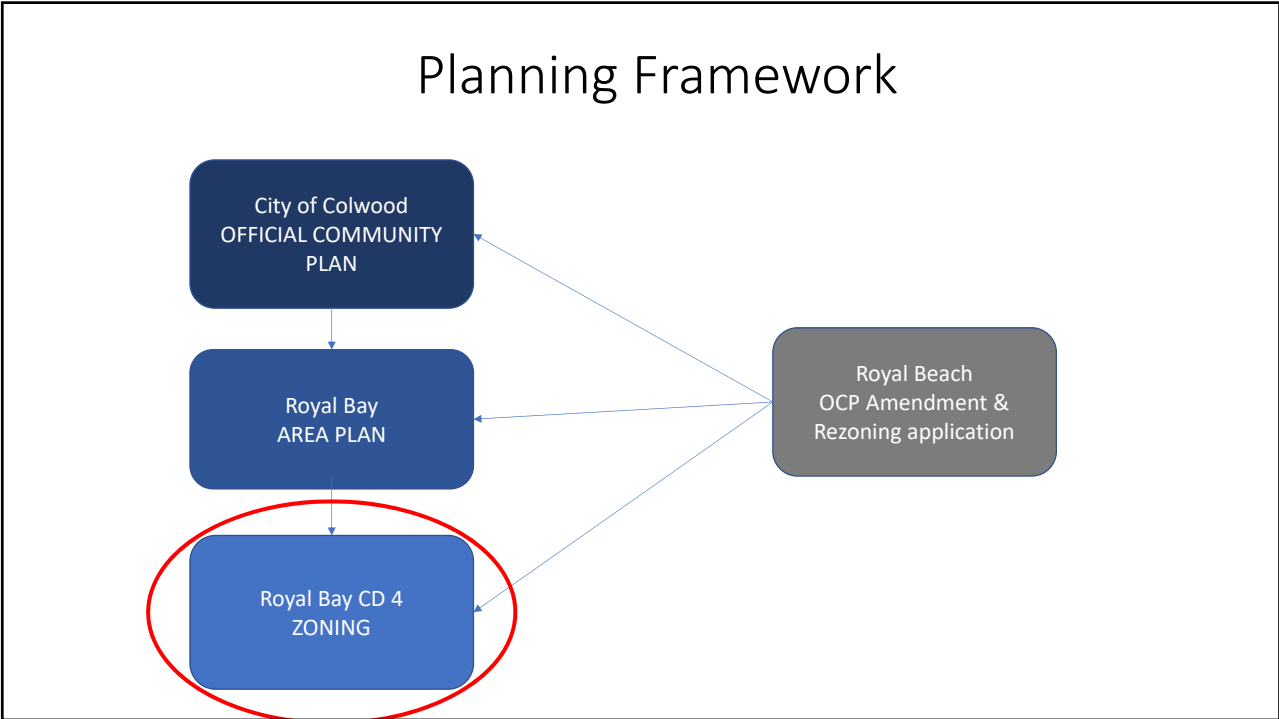 Planning Framework
City of Colwood
OFFICIAL COMMUNITY
PLAN
Royal Bay
AREA PLAN
Royal Bay CD 4
ZONING
Royal Beach
OCP Amendment &
Rezoning application